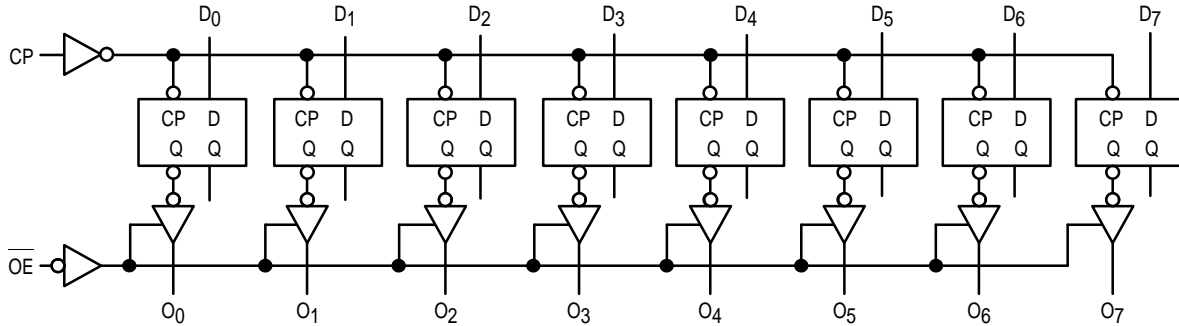 D0 D1 D2 D3 D4 D5 D6 D7
CP
CP D CP D CP D CP D CP D CP D CP D CP D
Q Q Q Q Q Q Q Q Q Q Q Q Q Q Q Q
OE
O0 O1 O2 O3 O4 O5 O6 O7